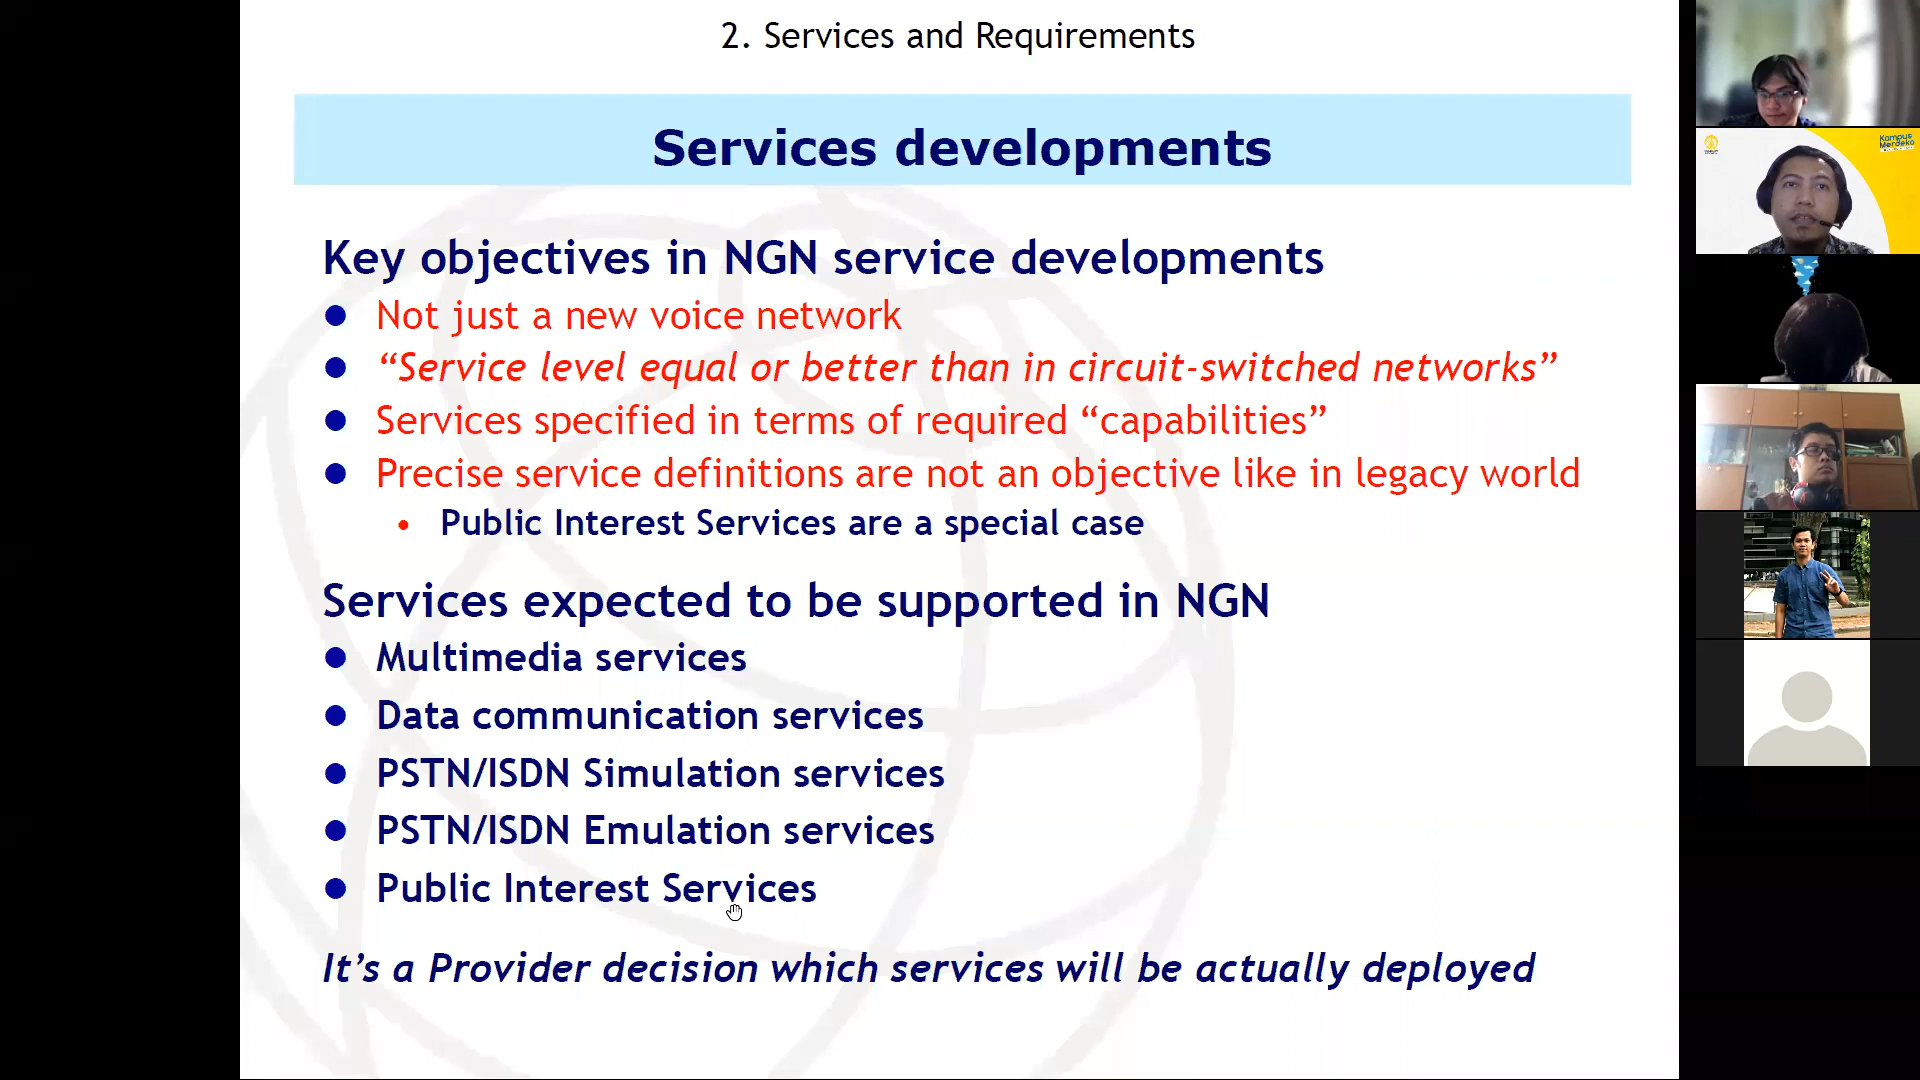 2. Services and Requirements
Services developments
Key objectives in NGN service developments
Not just a new voice network
“Service level equal or better than in circuit-switched networks”
Services specified in terms of required “capabilities”
Precise service definitions are not an objective like in legacy world
Public Interest Services are a special case
Services expected to be supported in NGN
Multimedia services
Data communication services
PSTN/ISDN Simulation services
PSTN/ISDN Emulation services
Public Interest Services
It’s a Provider decision which services will be actually deployed
Kampus
Merdeka